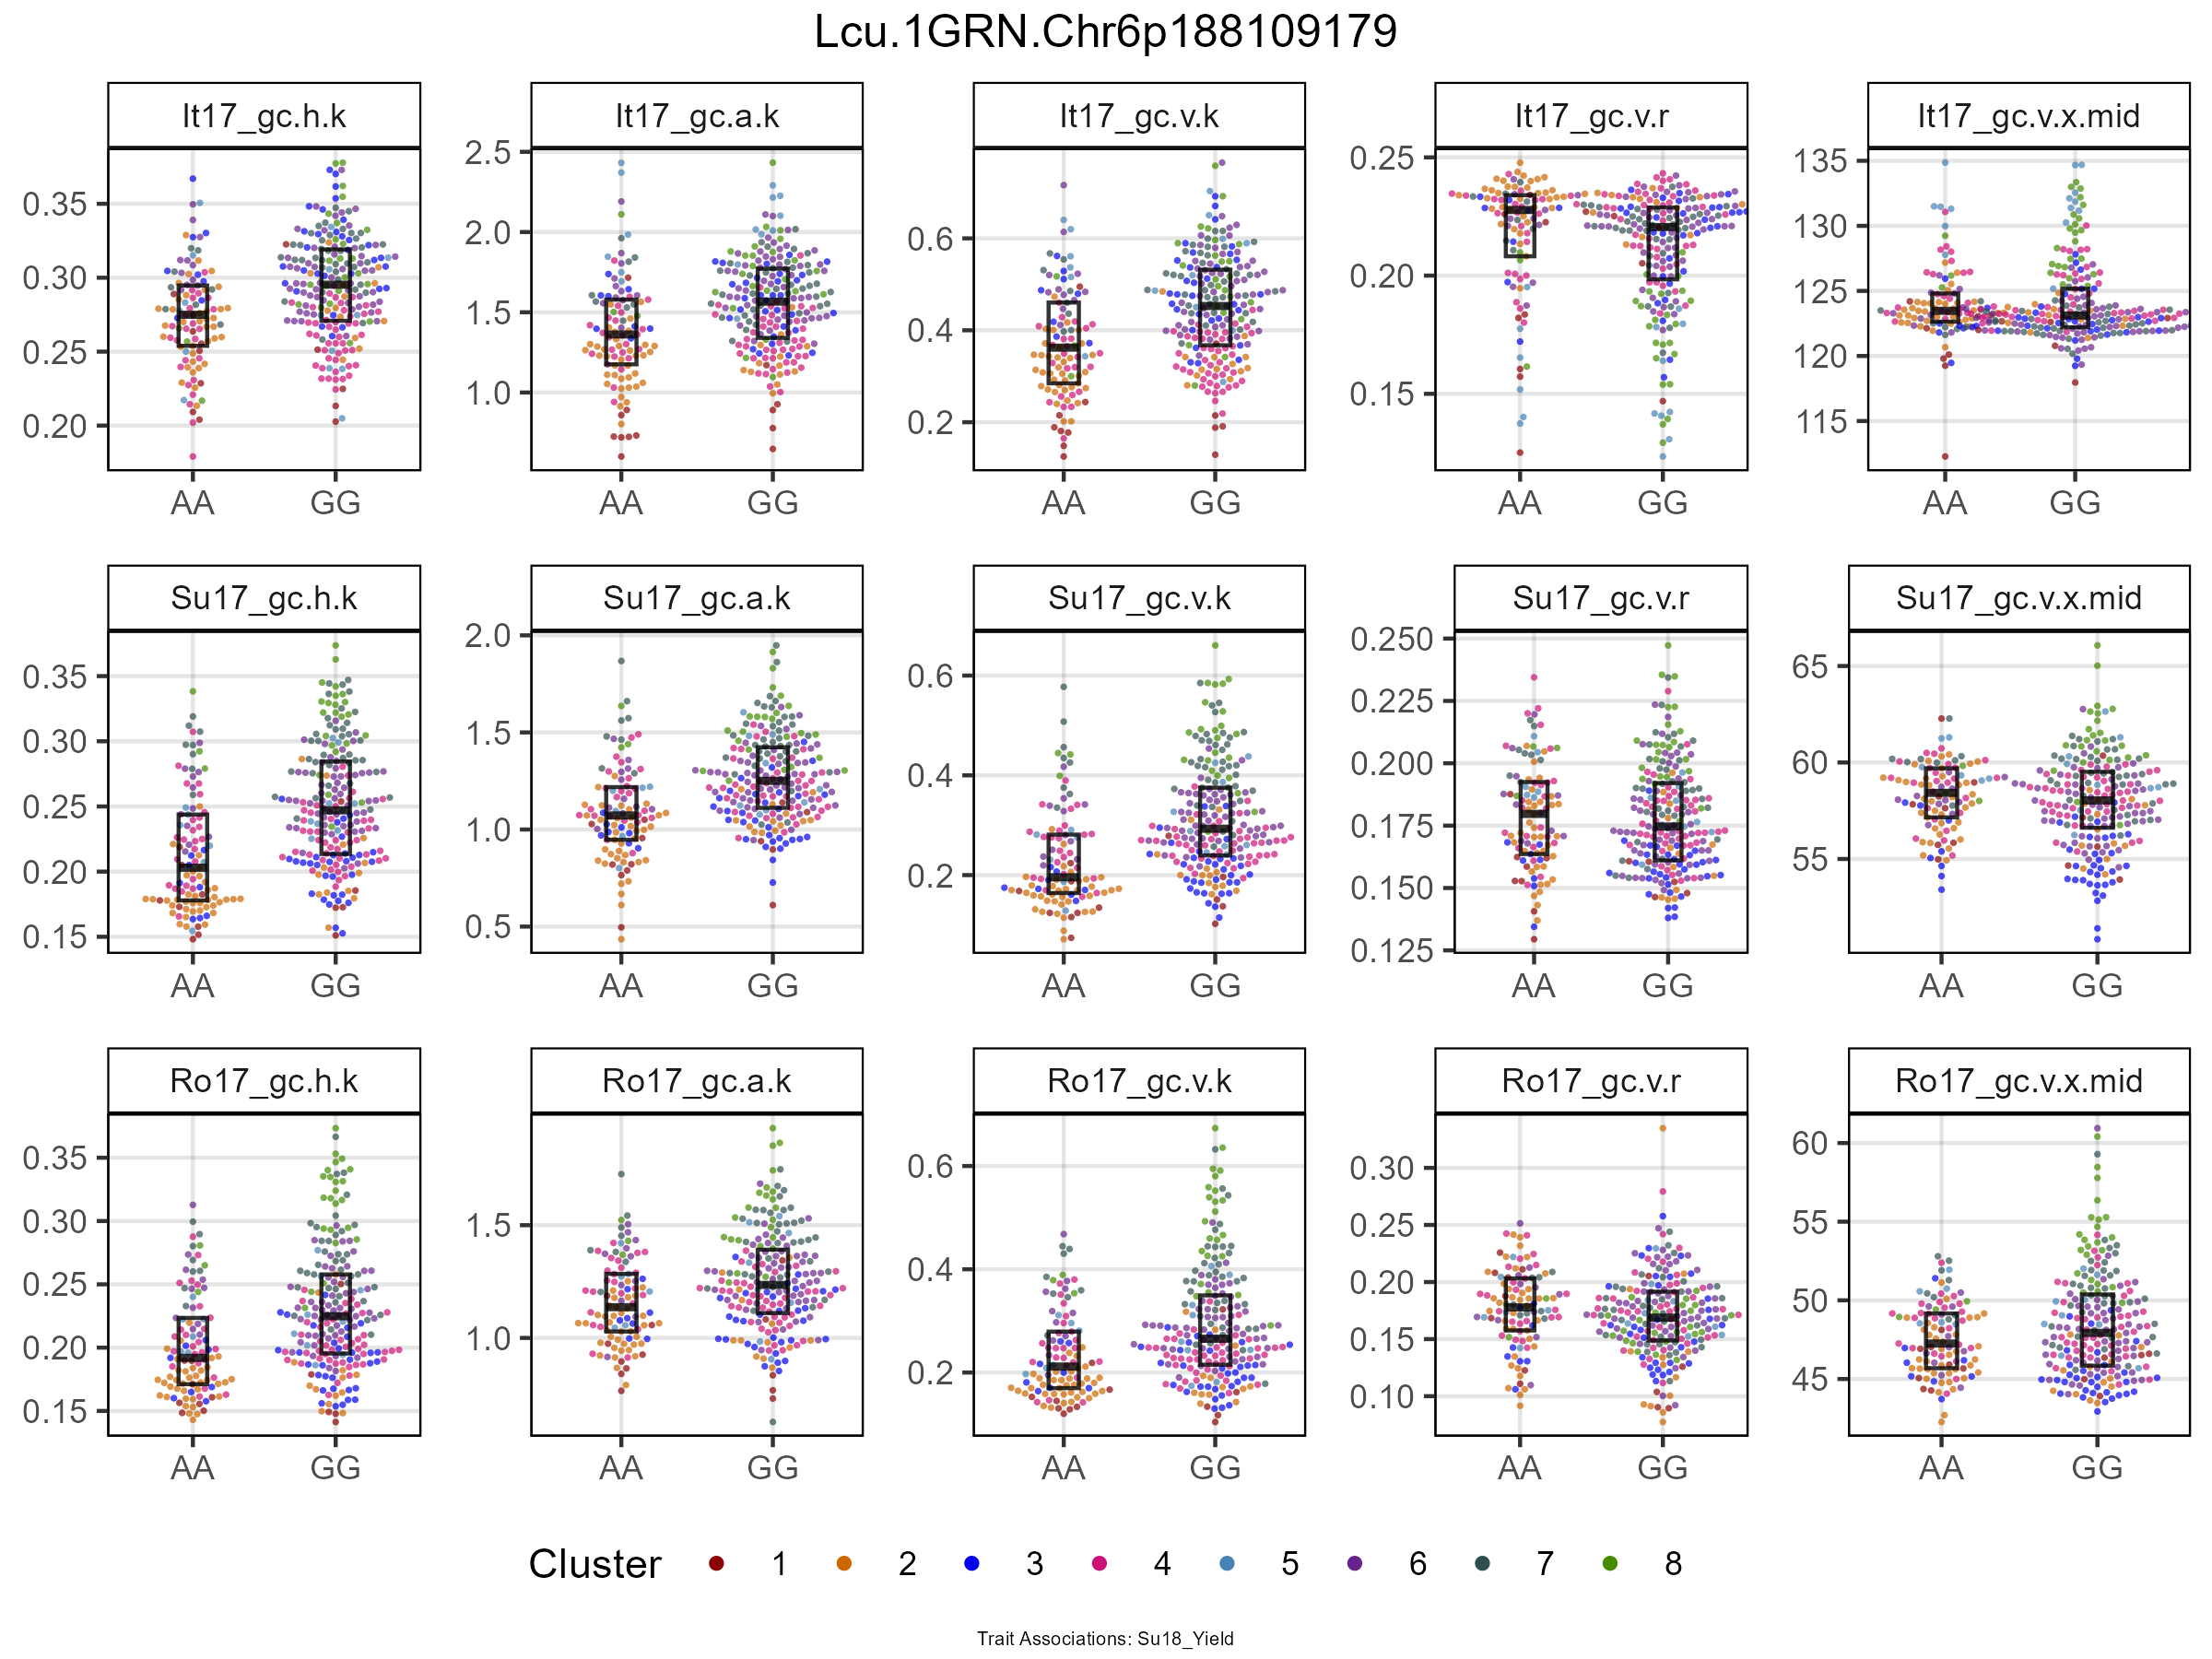 Lcu.1GRN.Chr6p188109179
It17_gc.h.k It17_gc.a.k It17_gc.v.k It17_gc.v.r It17_gc.v.x.mid
0.35 0.30 0.25 0.20
2.5 2.0 1.5 1.0
0.6 0.4 0.2
0.25 0.20 0.15
135 130 125 120 115
AA GG AA GG AA GG AA GG AA GG
Su17_gc.h.k Su17_gc.a.k Su17_gc.v.k Su17_gc.v.r Su17_gc.v.x.mid
0.35 0.30 0.25 0.20 0.15
2.0 1.5 1.0 0.5
0.6 0.4 0.2
0.250 0.225 0.200 0.175 0.150 0.125
65 60 55
AA GG AA GG AA GG AA GG AA GG
Ro17_gc.h.k Ro17_gc.a.k Ro17_gc.v.k Ro17_gc.v.r Ro17_gc.v.x.mid
0.35 0.30 0.25 0.20 0.15
1.5 1.0
0.6 0.4 0.2
0.30 0.25 0.20 0.15 0.10
60 55 50 45
AA GG AA GG AA GG AA GG AA GG
Cluster 1 2 3 4 5 6 7 8
Trait Associations: Su18_Yield